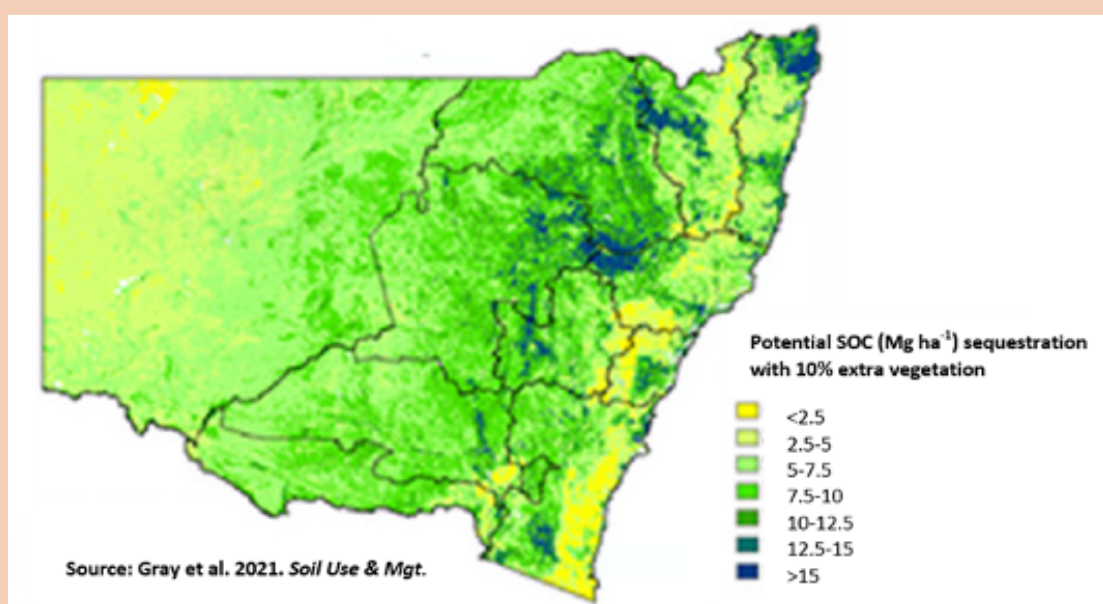 Potential SOC (Mg ha⁻¹) sequestration
with 10% extra vegetation
<2.5
2.5-5
5-7.5
7.5-10
10-12.5
12.5-15
>15
Source: Gray et al. 2021. Soil Use & Mgt.